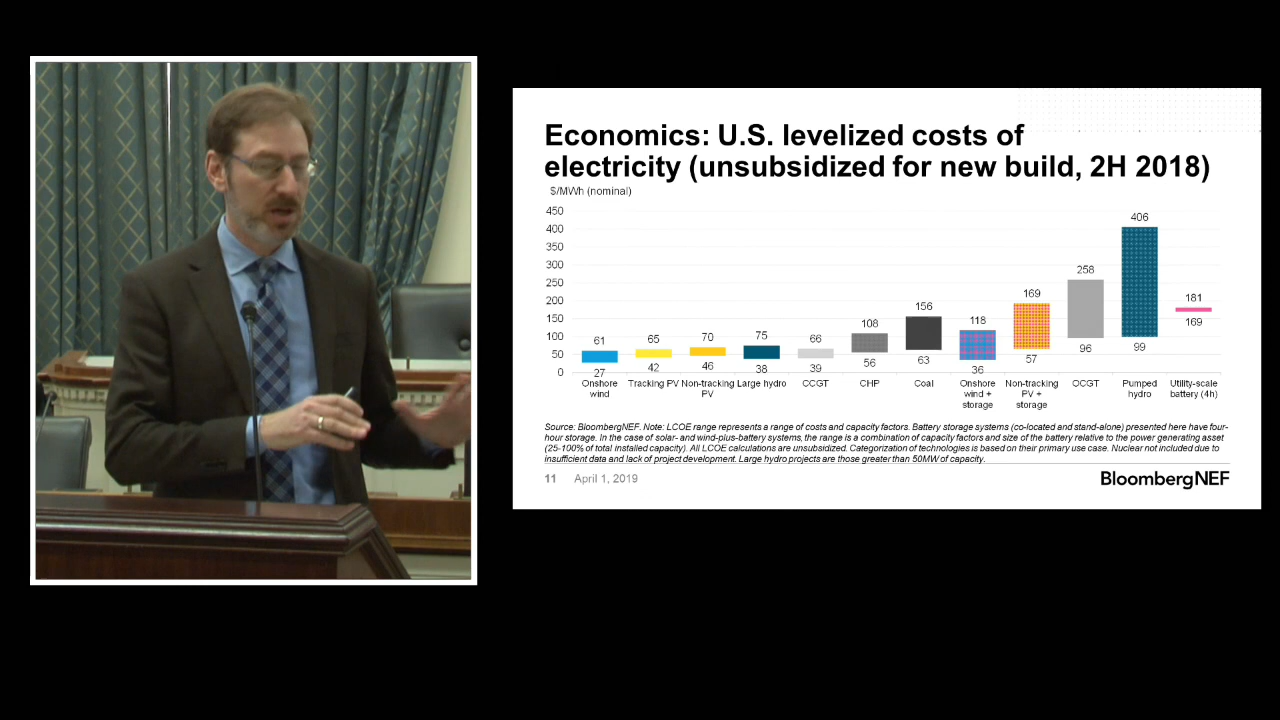 Economics: U.S. levelized costs of
electricity (unsubsidized for new build, 2H 2018)
$/MWh (nominal)
450
400
350
300
250
200
150
100
50
0
61
65
70
75
66
108
156
118
169
258
406
181
27
42
46
38
39
56
63
36
57
96
99
169
Onshore wind
Tracking PV
Non-tracking PV
Large hydro
CCGT
CHP
Coal
Onshore wind + storage
Non-tracking PV + storage
OCGT
Pumped hydro
Utility-scale battery (4h)
Source: BloombergNEF. Note: LCOE range represents a range of costs and capacity factors. Battery storage systems (co-located and stand-alone) presented here have four-
hour storage. In the case of solar- and wind-plus-battery systems, the range is a combination of capacity factors and size of the battery relative to the power generating asset
(25-100% of total installed capacity). All LCOE calculations are unsubsidized. Categorization of technologies is based on their primary use case. Nuclear not included due to
insufficient data and lack of project development. Large hydro projects are those greater than 50MW of capacity.
11 April 1, 2019
BloombergNEF